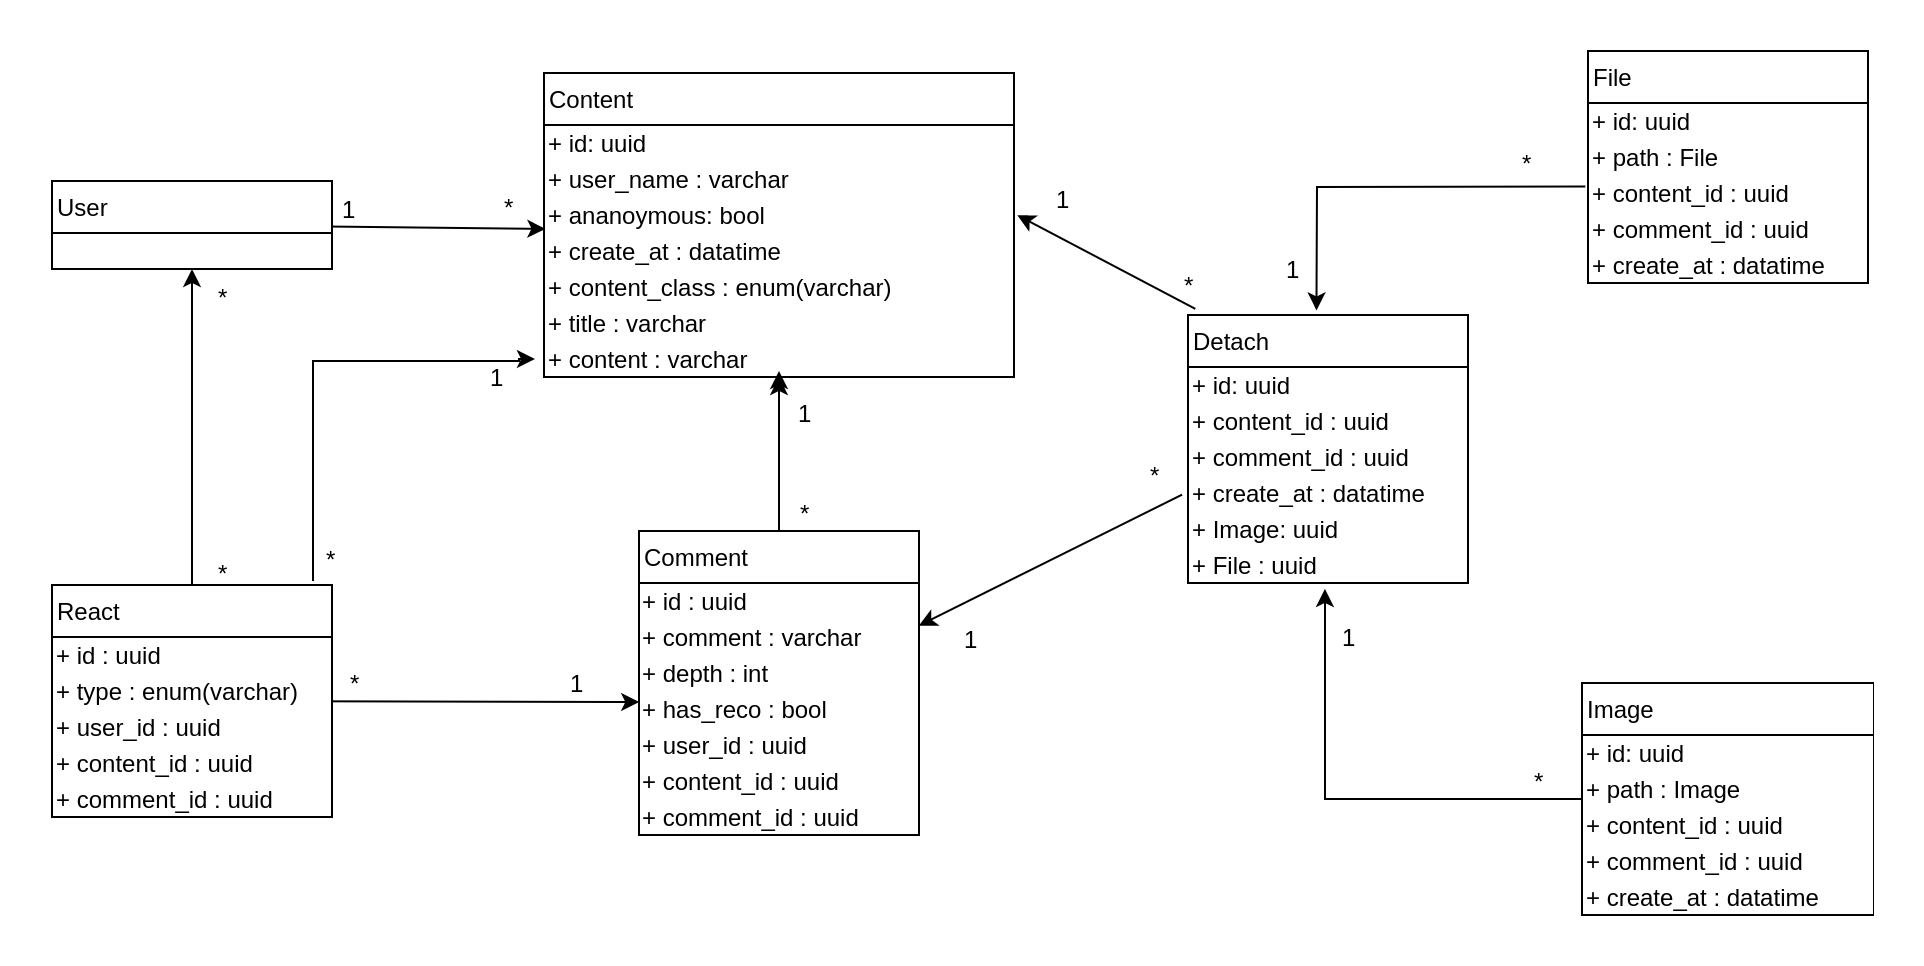 User
1
*
*
*
React
+ id : uuid
+ type : enum(varchar)
+ user_id : uuid
+ content_id : uuid
+ comment_id : uuid
*
1
*
1
Content
+ id: uuid
+ user_name : varchar
+ ananoymous: bool
+ create_at : datatime
+ content_class : enum(varchar)
+ title : varchar
+ content : varchar
1
*
Comment
+ id : uuid
+ comment : varchar
+ depth : int
+ has_reco : bool
+ user_id : uuid
+ content_id : uuid
+ comment_id : uuid
1
*
*
1
Detach
+ id: uuid
+ content_id : uuid
+ comment_id : uuid
+ create_at : datatime
+ Image: uuid
+ File : uuid
1
*
File
+ id: uuid
+ path : File
+ content_id : uuid
+ comment_id : uuid
+ create_at : datatime
1
*
Image
+ id: uuid
+ path : Image
+ content_id : uuid
+ comment_id : uuid
+ create_at : datatime